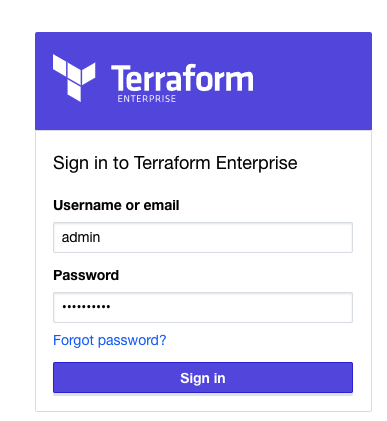 Terraform
ENTERPRISE
Sign in to Terraform Enterprise
Username or email
admin
Password
••••••••••
Forgot password?
Sign in